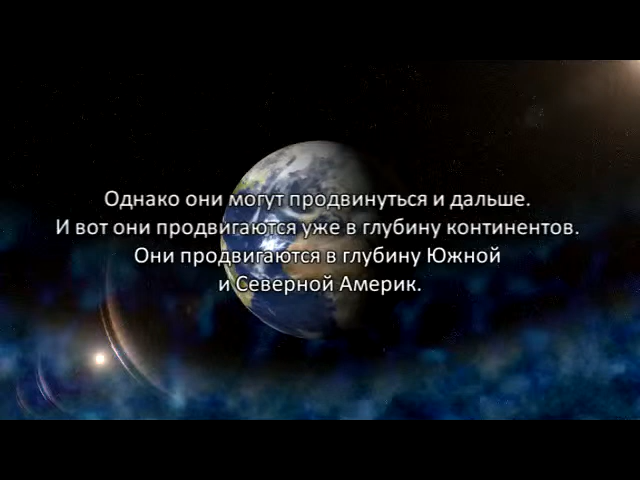 Однако они могут продвинуться и дальше.
И вот они продвигаются уже в глубину континентов.
Они продвигаются в глубину Южной
и Северной Америк.